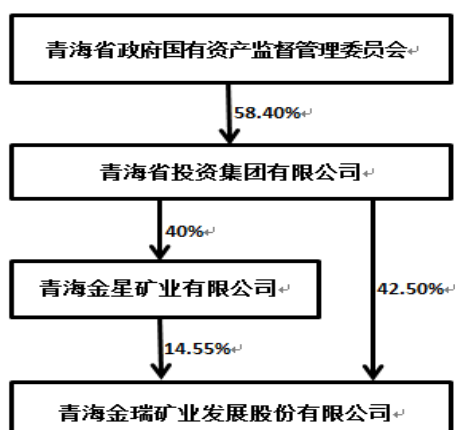 青海省政府国有资产监督管理委员会
58.40%
青海省投资集团有限公司
40%
青海金星矿业有限公司
42.50%
14.55%
青海金瑞矿业发展股份有限公司